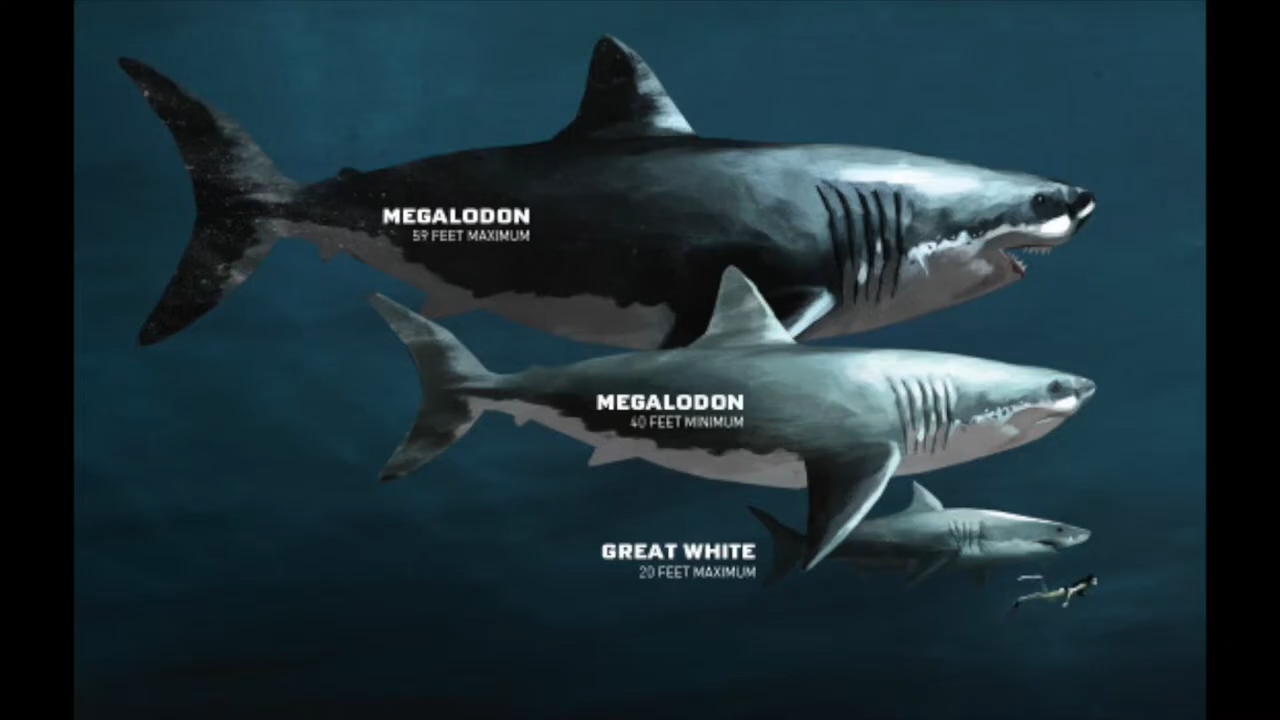 MEGALODON
59 FEET MAXIMUM
MEGALODON
40 FEET MINIMUM
GREAT WHITE
20 FEET MAXIMUM